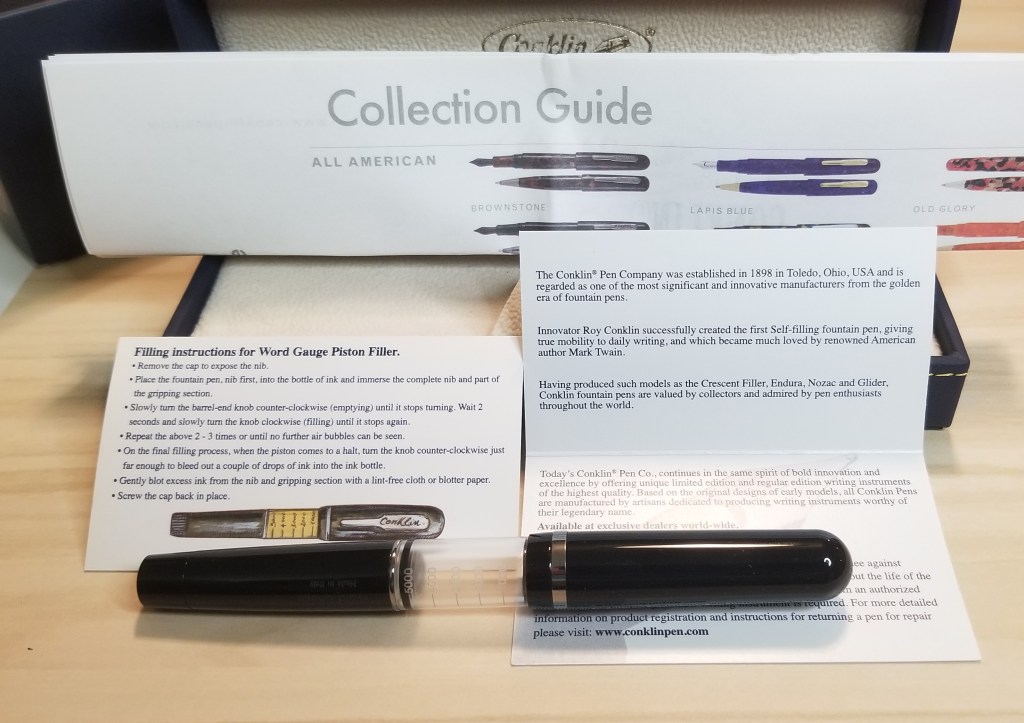 Conklin®
Collection Guide
ALL AMERICAN
BROWNSTONE
LAPIS BLUE
OLD GLORY
Filling instructions for Word Gauge Piston Filler.
• Remove the cap to expose the nib.
• Place the fountain pen, nib first, into the bottle of ink and immerse the complete nib and part of
the gripping section.
• Slowly turn the barrel-end knob counter-clockwise (emptying) until it stops turning. Wait 2
seconds and slowly turn the knob clockwise (filling) until it stops again.
• Repeat the above 2 - 3 times or until no further air bubbles can be seen.
• On the final filling process, when the piston comes to a halt, turn the knob counter-clockwise just
far enough to bleed out a couple of drops of ink into the ink bottle.
• Gently blot excess ink from the nib and gripping section with a lint-free cloth or blotter paper.
• Screw the cap back in place.
Conklin
The Conklin® Pen Company was established in 1898 in Toledo, Ohio, USA and is
regarded as one of the most significant and innovative manufacturers from the golden
era of fountain pens.
Innovator Roy Conklin successfully created the first Self-filling fountain pen, giving
true mobility to daily writing, and which became much loved by renowned American
author Mark Twain.
Having produced such models as the Crescent Filler, Endura, Nozac and Glider,
Conklin fountain pens are valued by collectors and admired by pen enthusiasts
throughout the world.
Today's Conklin® Pen Co., continues in the same spirit of bold innovation and
excellence by offering unique limited edition and regular edition writing instruments
of the highest quality. Based on the original designs of early models, all Conklin Pens
are manufactured by artisans dedicated to producing writing instruments worthy of
their legendary name.
Available at exclusive dealers world-wide.
against
out the life of the
an authorized
is required. For more detailed
information on product registration and instructions for returning a pen for repair
please visit: www.conklinpen.com
Made in Italy
5000